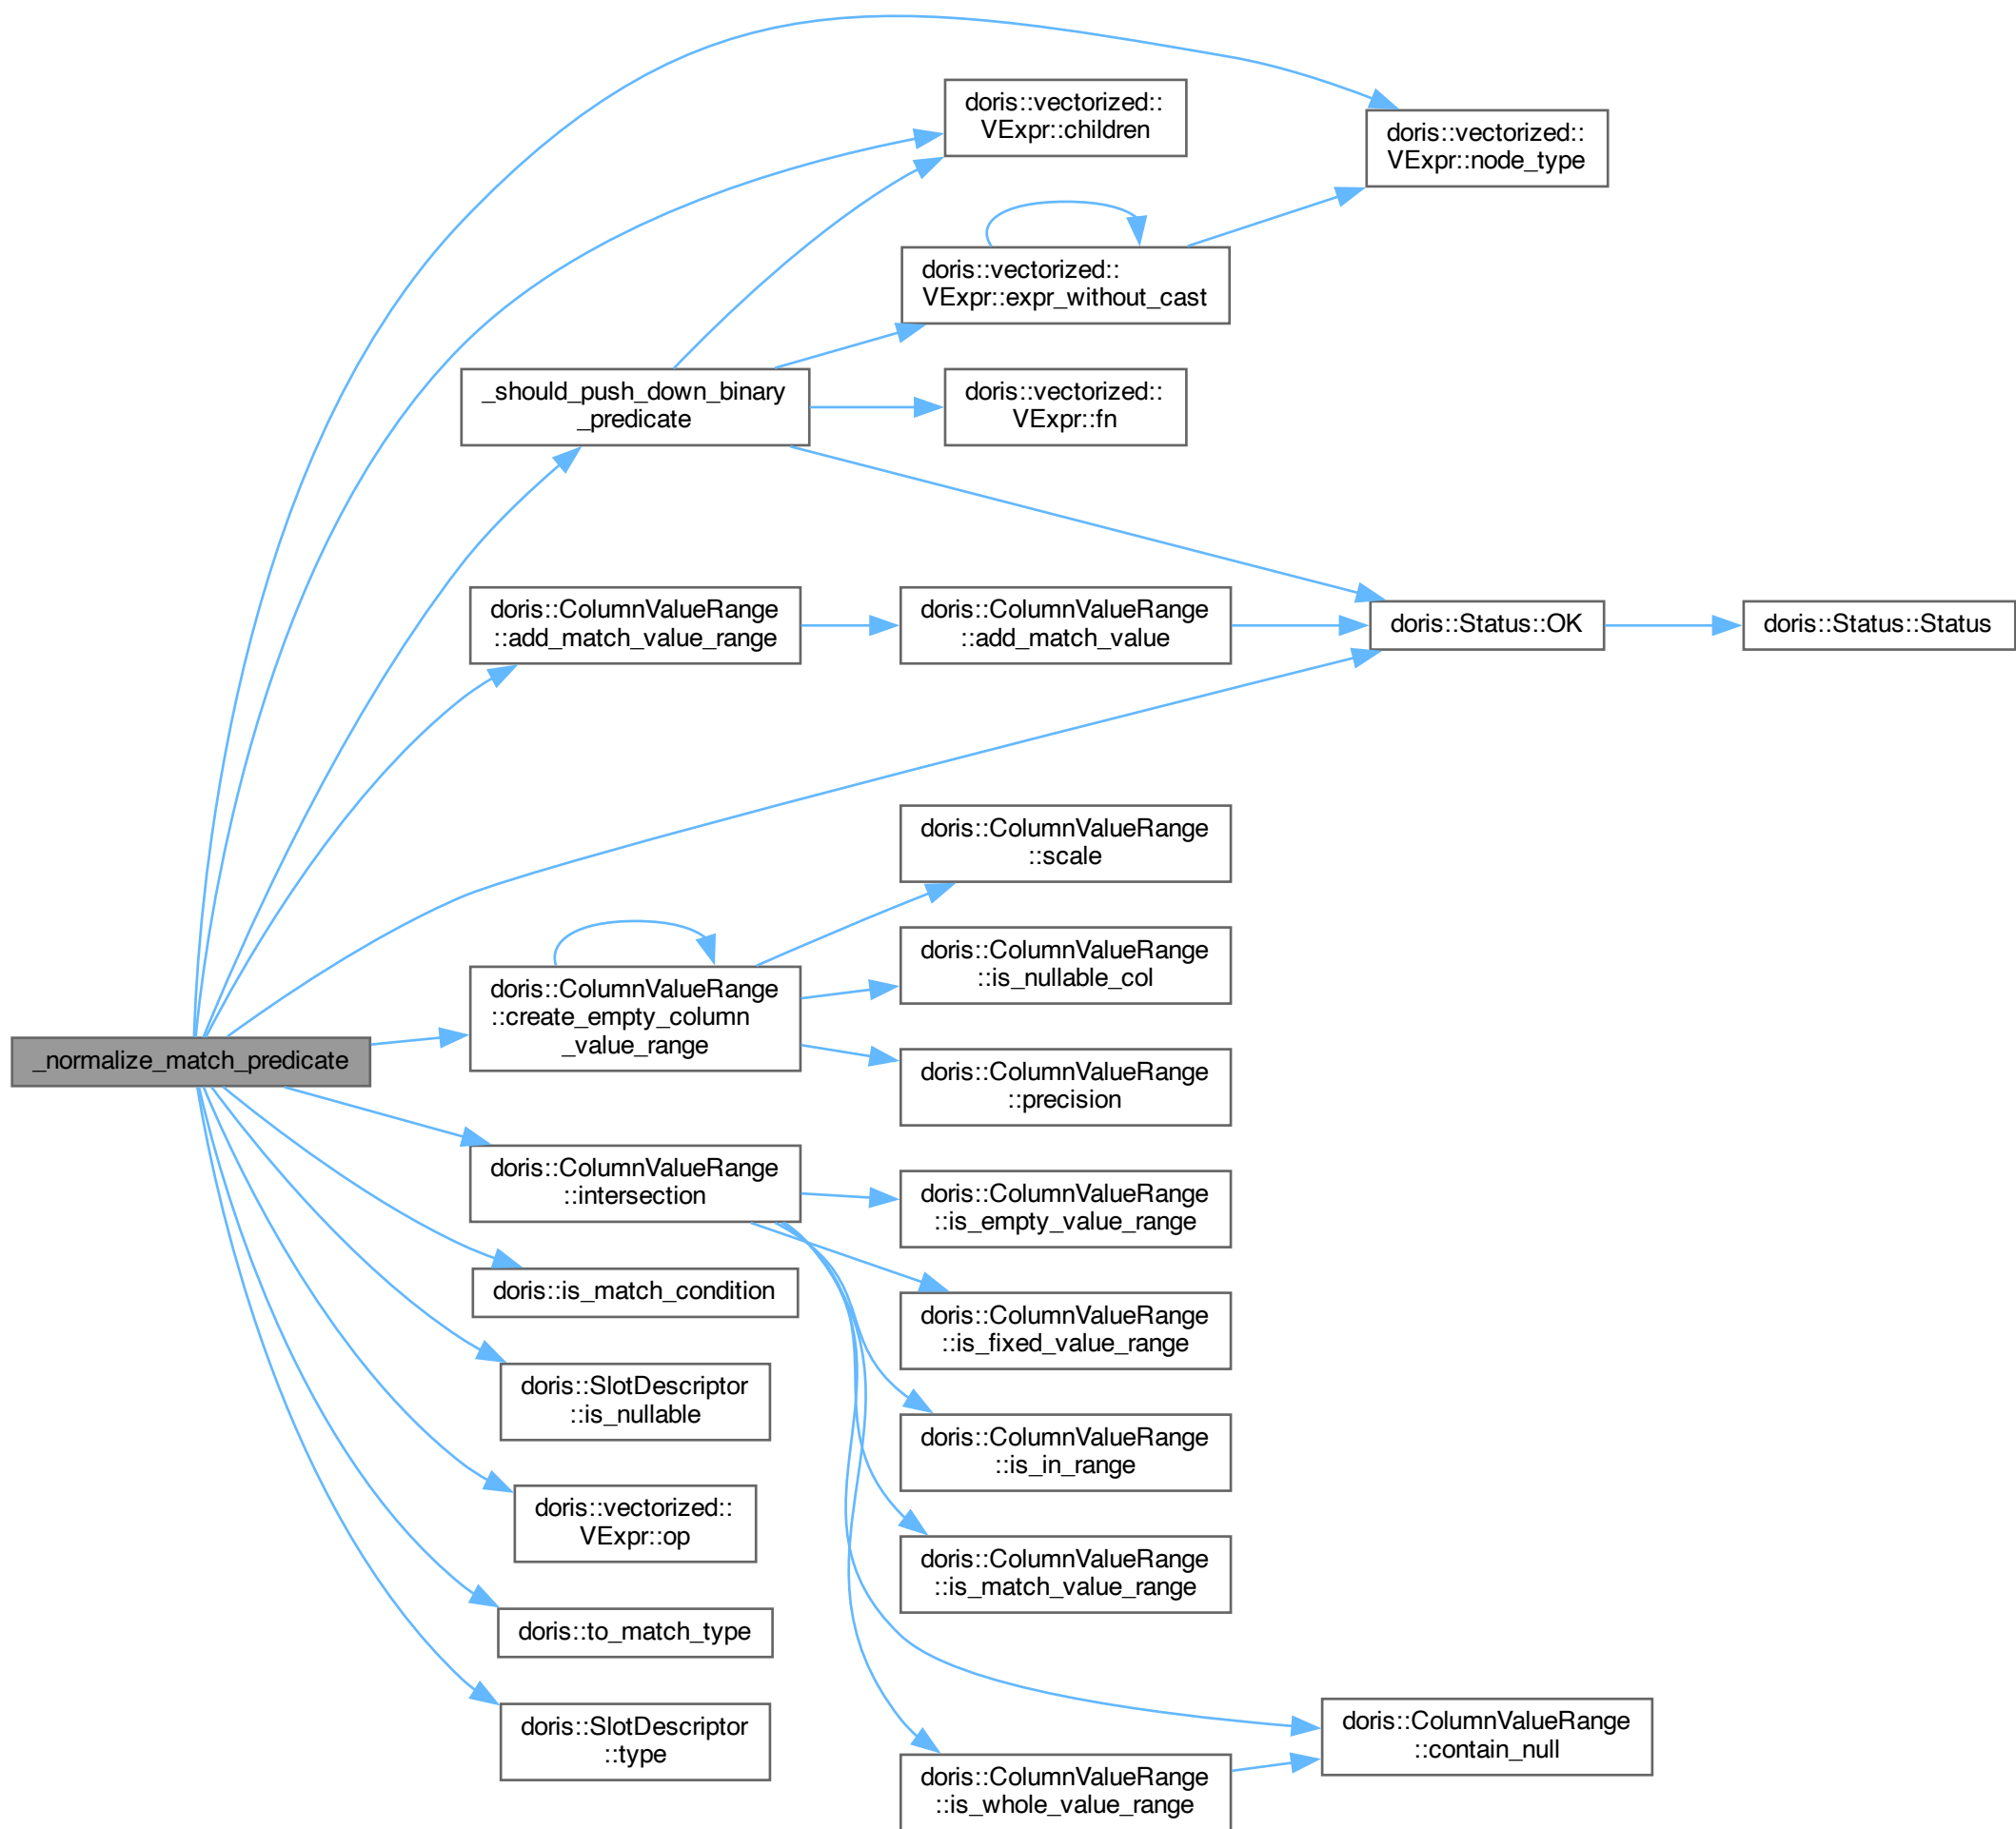 doris::vectorized::
VExpr::children
doris::vectorized::
VExpr::node_type
doris::vectorized::
VExpr::expr_without_cast
_should_push_down_binary
_predicate
doris::vectorized::
VExpr::fn
doris::ColumnValueRange
::add_match_value_range
doris::ColumnValueRange
::add_match_value
doris::Status::OK
doris::Status::Status
doris::ColumnValueRange
::scale
doris::ColumnValueRange
::is_nullable_col
doris::ColumnValueRange
::create_empty_column
_value_range
_normalize_match_predicate
doris::ColumnValueRange
::precision
doris::ColumnValueRange
::intersection
doris::ColumnValueRange
::is_empty_value_range
doris::is_match_condition
doris::ColumnValueRange
::is_fixed_value_range
doris::SlotDescriptor
::is_nullable
doris::ColumnValueRange
::is_in_range
doris::vectorized::
VExpr::op
doris::ColumnValueRange
::is_match_value_range
doris::to_match_type
doris::SlotDescriptor
::type
doris::ColumnValueRange
::contain_null
doris::ColumnValueRange
::is_whole_value_range